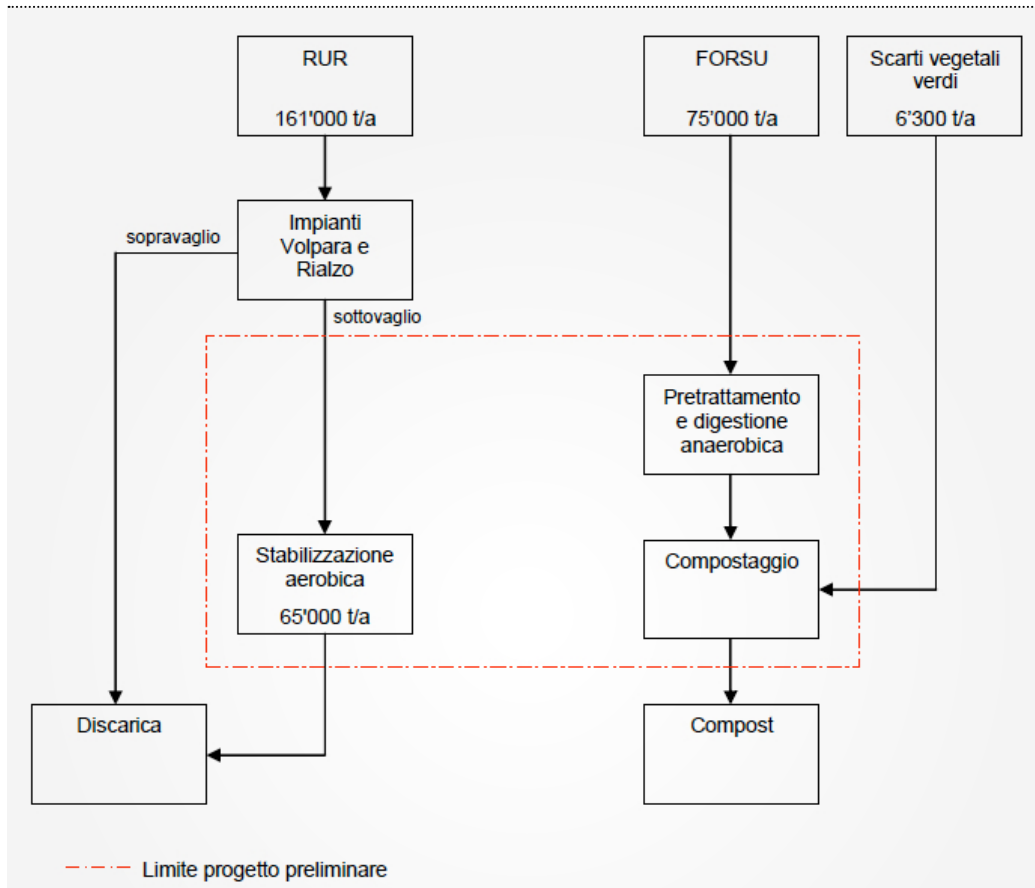 RUR
161'000 t/a
FORSU
75’000 t/a
Scarti vegetali
verdi
6’300 t/a
Impianti
Volpara e
Rialzo
sopravaglio
sottovaglio
Pretrattamento
e digestione
anaerobica
Stabilizzazione
aerobica
65'000 t/a
Compostaggio
Discarica
Compost
Limite progetto preliminare